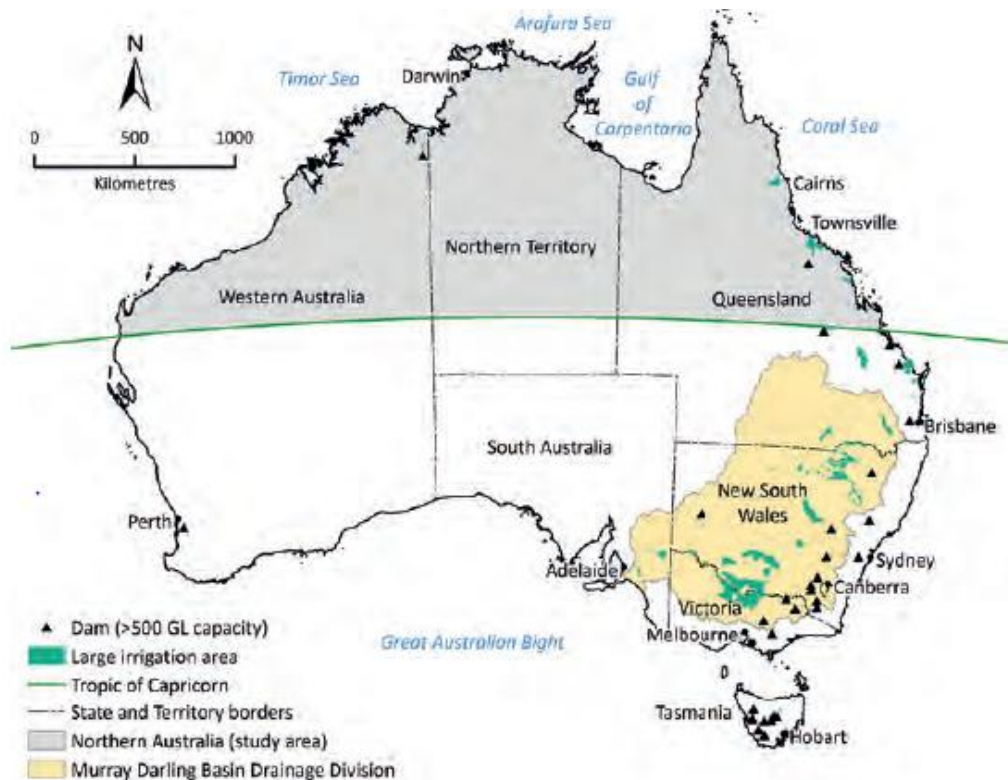 Arafura Sea
N
Timor Sea
Darwin
Gulf
of
Carpentaria
Coral Sea
0 500 1000
Kilometres
Cairns
Townsville
Northern Territory
Western Australia
Queensland
Brisbane
South Australia
New South
Wales
Perth
Adelaide
Sydney
Canberra
Victoria
Melbourne
Great Australian Bight
Tasmania
Hobart
Dam (>500 GL capacity)
Large irrigation area
Tropic of Capricorn
State and Territory borders
Northern Australia (study area)
Murray Darling Basin Drainage Division